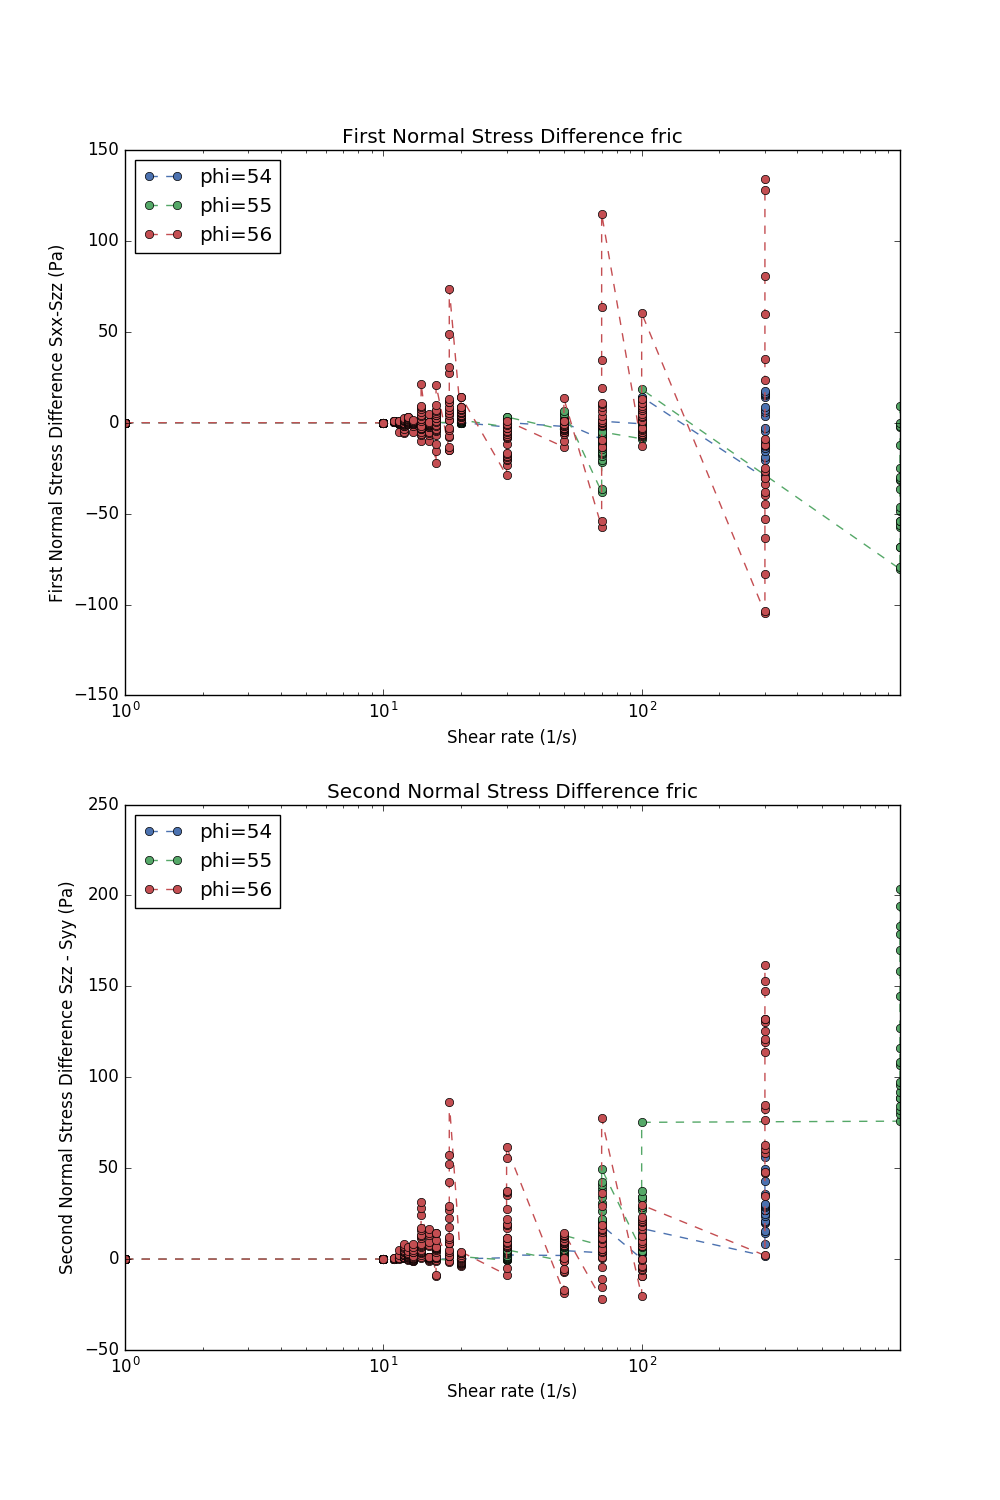 First Normal Stress Difference fric
150
100
50
0
−50
−100
−150
First Normal Stress Difference Sxx-Szz (Pa)
phi=54
phi=55
phi=56
10⁰
10¹
10²
Shear rate (1/s)
Second Normal Stress Difference fric
250
200
150
100
50
0
−50
Second Normal Stress Difference Szz - Syy (Pa)
phi=54
phi=55
phi=56
10⁰
10¹
10²
Shear rate (1/s)